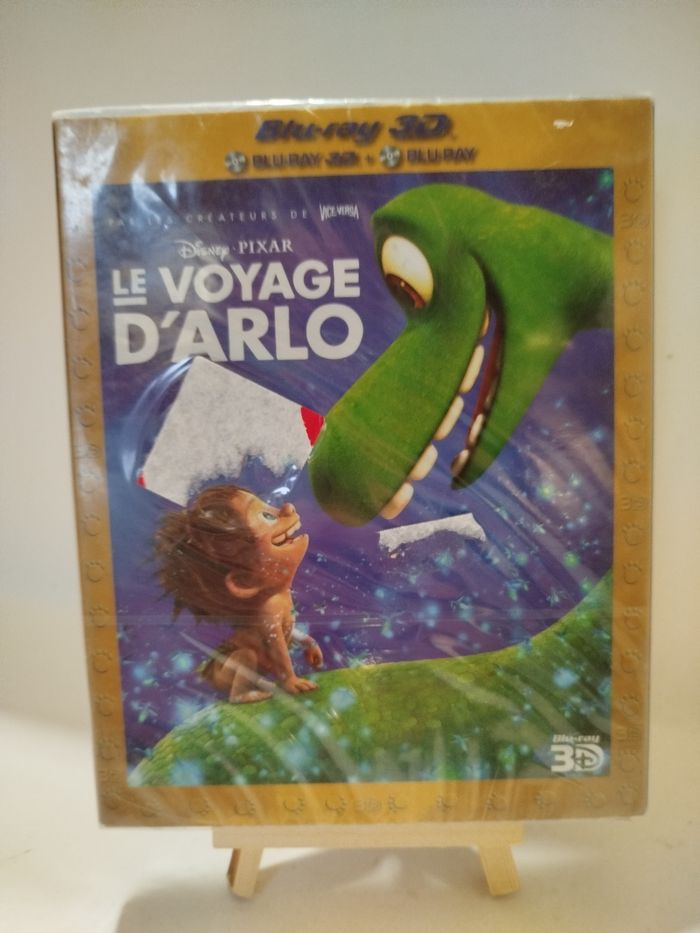 Blu-ray 3D
BLU-RAY 3D + BLU-RAY
PAR LES CRÉATEURS DE VICE-VERSA
Disney · PIXAR
LE VOYAGE
D'ARLO
Blu-ray
3D